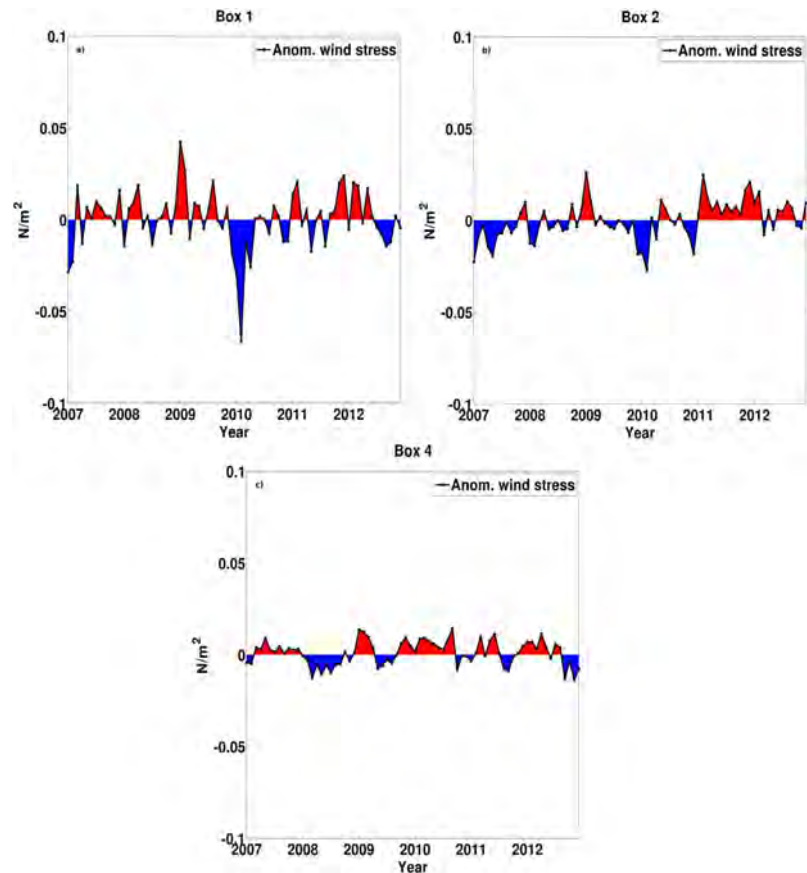 Box 1
0.1
a)
Anom. wind stress
0.05
0
-0.05
-0.1
N/m²
2007 2008 2009 2010 2011 2012
Year
Box 2
0.1
b)
Anom. wind stress
0.05
0
-0.05
-0.1
N/m²
2007 2008 2009 2010 2011 2012
Year
Box 4
0.1
c)
Anom. wind stress
0.05
0
-0.05
-0.1
N/m²
2007 2008 2009 2010 2011 2012
Year